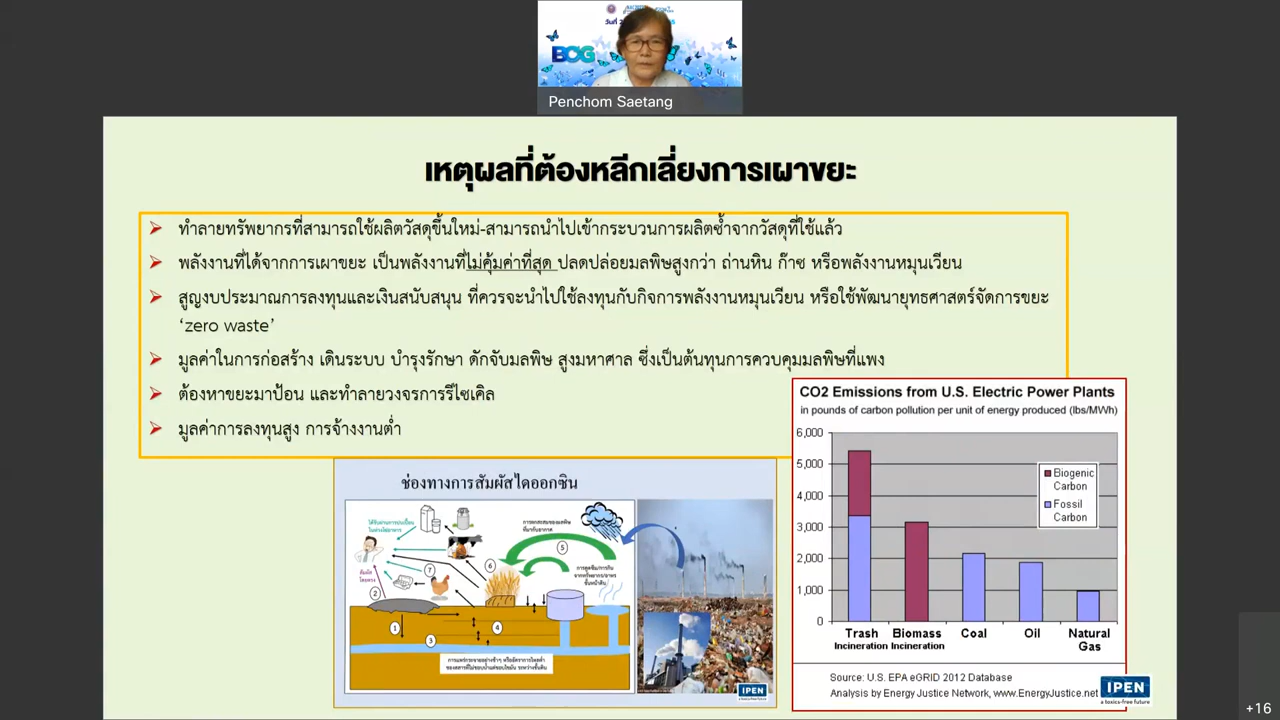 วันที่ 2
BCG
Penchom Saetang
เหตุผลที่ต้องหลีกเลี่ยงการเผาขยะ
ทำลายทรัพยากรที่สามารถใช้ผลิตวัสดุขึ้นใหม่-สามารถนำไปเข้ากระบวนการผลิตซ้ำจากวัสดุที่ใช้แล้ว
พลังงานที่ได้จากการเผาขยะ เป็นพลังงานที่ไม่คุ้มค่าที่สุด ปลดปล่อยมลพิษสูงกว่า ถ่านหิน ก๊าซ หรือพลังงานหมุนเวียน
สูญงบประมาณการลงทุนและเงินสนับสนุน ที่ควรจะนำไปใช้ลงทุนกับกิจการพลังงานหมุนเวียน หรือใช้พัฒนายุทธศาสตร์จัดการขยะ
‘zero waste’
มูลค่าในการก่อสร้าง เดินระบบ บำรุงรักษา ดักจับมลพิษ สูงมหาศาล ซึ่งเป็นต้นทุนการควบคุมมลพิษที่แพง
ต้องหาขยะมาป้อน และทำลายวงจรการรีไซเคิล
มูลค่าการลงทุนสูง การจ้างงานต่ำ
ช่องทางการสัมผัสไดออกซิน
1
2
3
4
5
6
7
IPEN
a toxics-free future
CO2 Emissions from U.S. Electric Power Plants
in pounds of carbon pollution per unit of energy produced (lbs/MWh)
6,000
5,000
4,000
3,000
2,000
1,000
0
Biogenic
Carbon
Fossil
Carbon
Trash Biomass Coal Oil Natural
Incineration Incineration Gas
Source: U.S. EPA eGRID 2012 Database
Analysis by Energy Justice Network, www.EnergyJustice.net
IPEN
a toxics-free future
+16